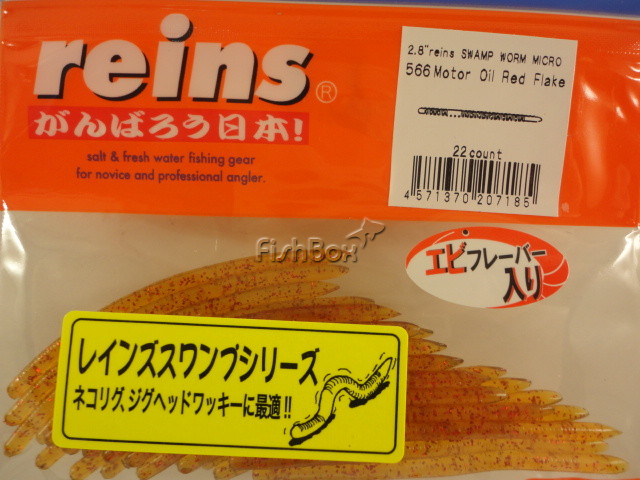 reins®
がんばろう日本!
salt & fresh water fishing gear
for novice and professional angler.
2.8"reins SWAMP WORM MICRO
566 Motor Oil Red Flake
22 count
4 571370 207185
FishBox
エビフレーバー
入り
レインズスワンプシリーズ
ネコリグ、ジグヘッドワッキーに最適!!